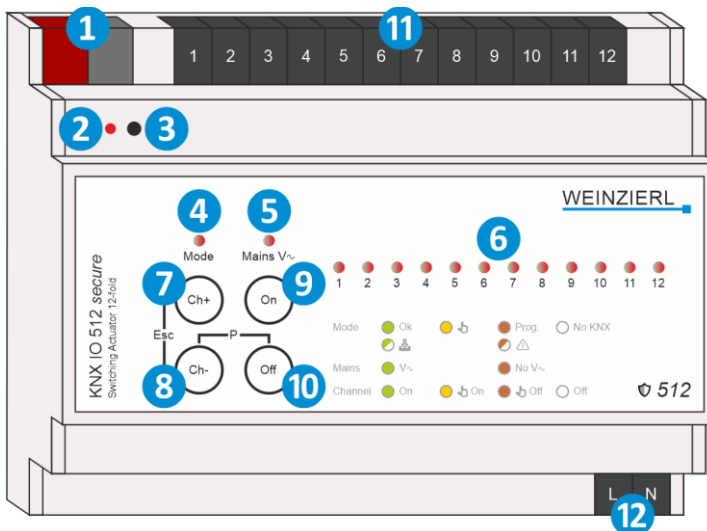 1
11
1 2 3 4 5 6 7 8 9 10 11 12
2 3
WEINZIERL
4 5 6
Mode Mains V~
1 2 3 4 5 6 7 8 9 10 11 12
7 Ch+ On 9
Esc P
8 Ch- Off 10
Mode Ok Prog. No KNX
Mains V~ No V~
Channel On On Off Off
KNX IO 512 secure
Switching Actuator 12-fold
512
L N
12